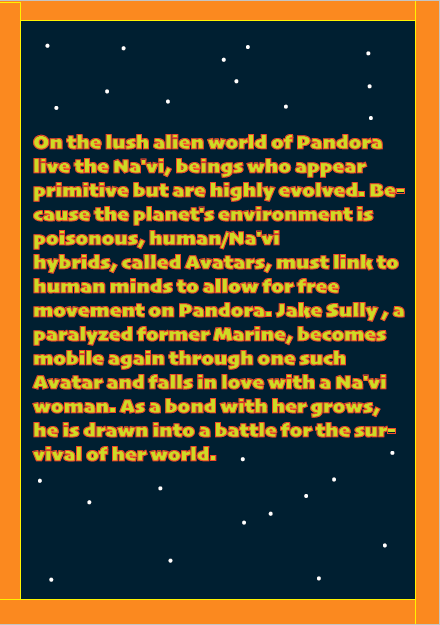 On the lush alien world of Pandora
live the Na'vi, beings who appear
primitive but are highly evolved. Be-
cause the planet's environment is
poisonous, human/Na'vi
hybrids, called Avatars, must link to
human minds to allow for free
movement on Pandora. Jake Sully , a
paralyzed former Marine, becomes
mobile again through one such
Avatar and falls in love with a Na'vi
woman. As a bond with her grows,
he is drawn into a battle for the sur-
vival of her world.